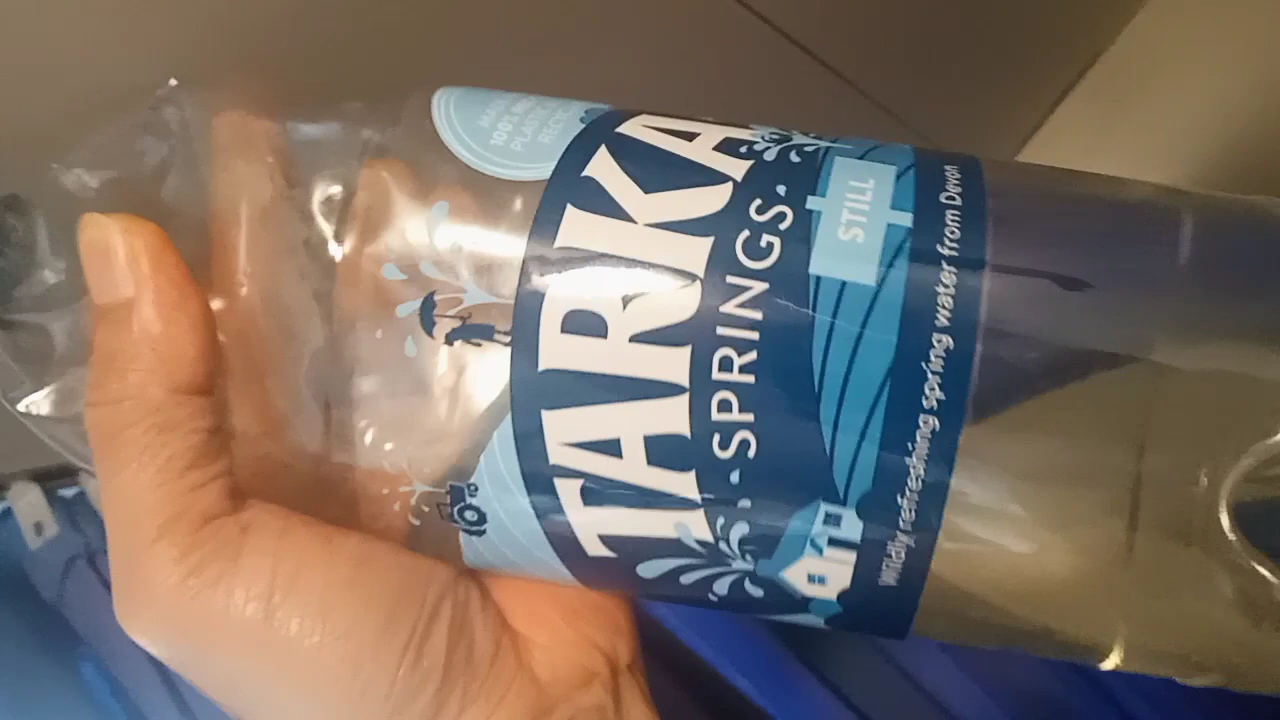 100%
PLASTIC
TARKA
SPRINGS
STILL
wildly refreshing spring water from Devon